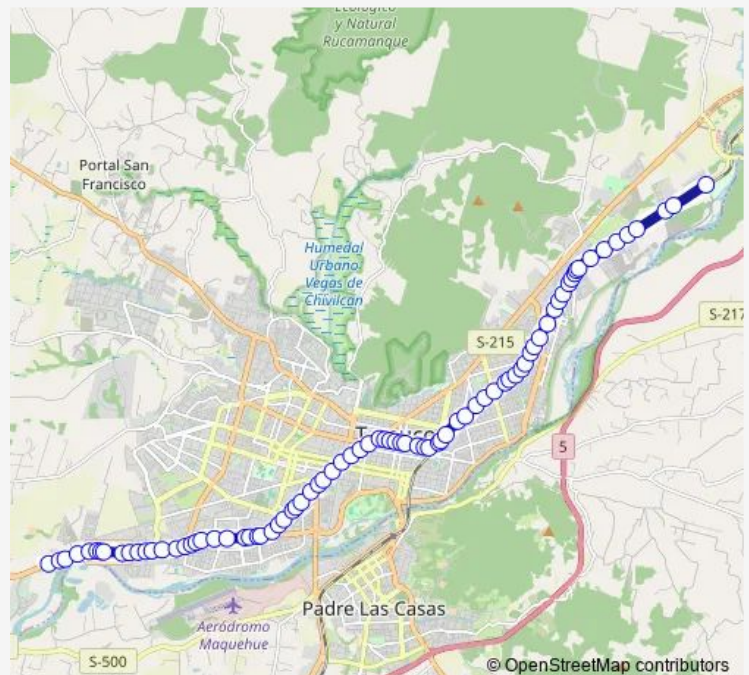 Ecológico
y Natural
Rucamanque
Portal San
Francisco
Humedal
Urbano
Vegas de
Chivilcán
S-215
S-217
5
Padre Las Casas
Aeródromo
Maquehue
S-500
© OpenStreetMap contributors